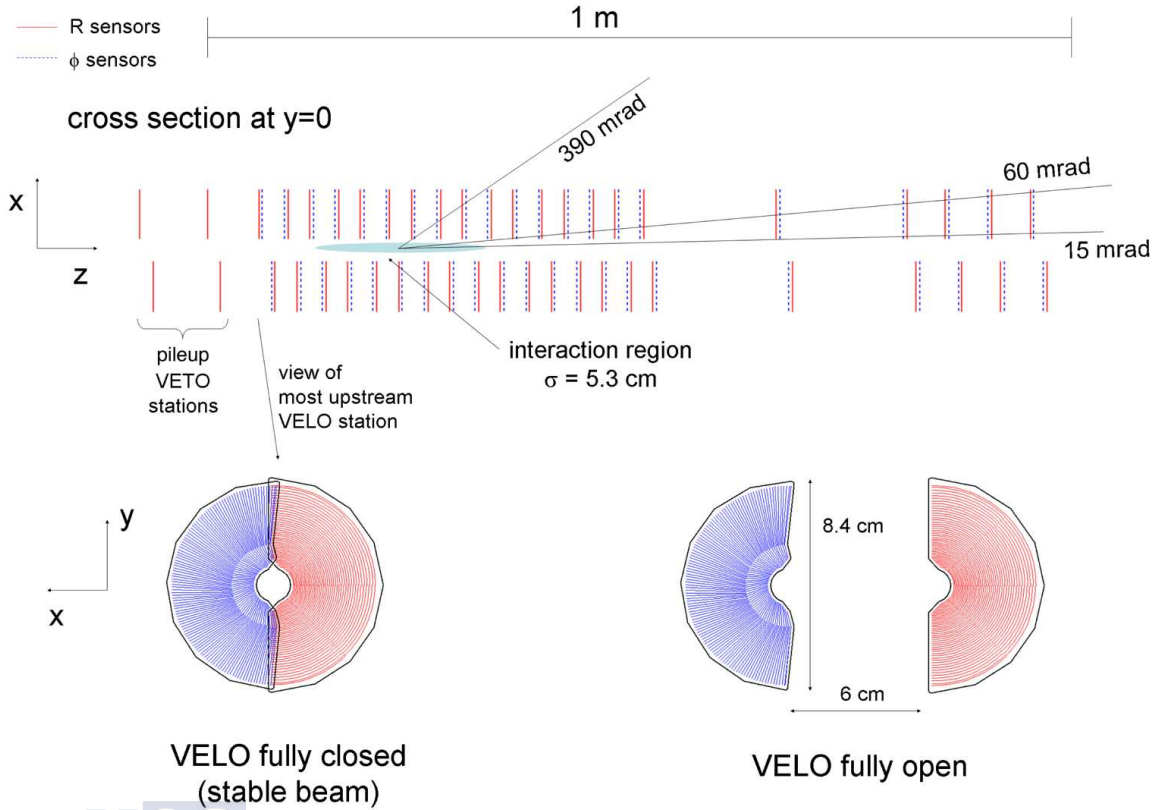 R sensors
ϕ sensors
1 m
cross section at y=0
390 mrad
60 mrad
15 mrad
x
z
pileup
VETO
stations
view of
most upstream
VELO station
interaction region
σ = 5.3 cm
y
x
8.4 cm
6 cm
VELO fully closed
(stable beam)
VELO fully open